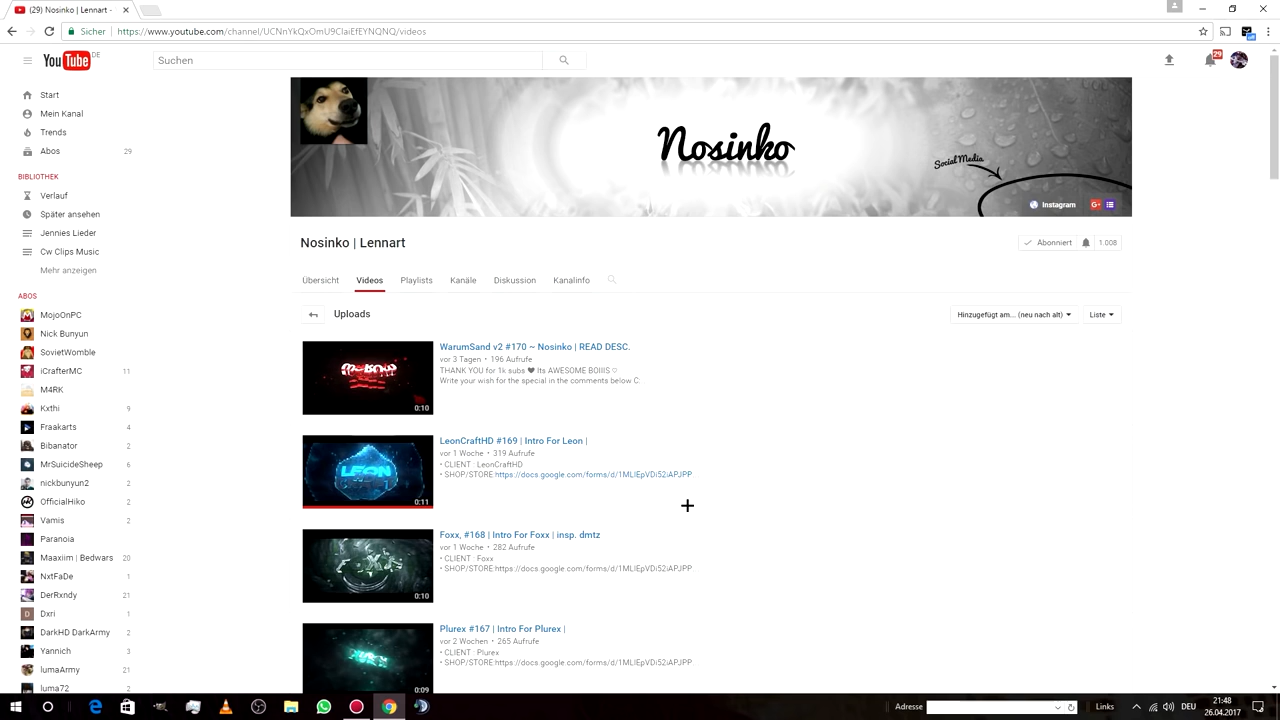 (29) Nosinko | Lennart -
Sicher
https://www.youtube.com/channel/UCNnYkQxOmU9CIaiEfEYNQNQ/videos
YouTube DE
Suchen
29
Start
Mein Kanal
Trends
Abos 29
BIBLIOTHEK
Verlauf
Später ansehen
Jennies Lieder
Cw Clips Music
Mehr anzeigen
ABOS
MojoOnPC
Nick Bunyun
SovietWomble
iCrafterMC 11
M4RK
Kxthi 9
Fraakarts 4
Bibanator 2
MrSuicideSheep 6
nickbunyun2 2
OfficialHiko 2
Vamis 2
Paranoia
Maaxiim | Bedwars 20
NxtFaDe 1
DerRxndy 21
D Dxri 1
DarkHD DarkArmy 2
Yannich 3
lumaArmy 21
luma72 2
Nosinko
Social Media
Instagram
G+
Nosinko | Lennart
Abonniert 1.008
Übersicht Videos Playlists Kanäle Diskussion Kanalinfo
Uploads
Hinzugefügt am... (neu nach alt)
Liste
0:10
WarumSand v2 #170 ~ Nosinko | READ DESC.
vor 3 Tagen • 196 Aufrufe
THANK YOU for 1k subs ❤ Its AWESOME BOIIIS ♡
Write your wish for the special in the comments below C:
LEON
0:11
LeonCraftHD #169 | Intro For Leon |
vor 1 Woche • 319 Aufrufe
• CLIENT : LeonCraftHD
• SHOP/STORE:https://docs.google.com/forms/d/1MLIEpVDi52iAPJPP
0:10
Foxx, #168 | Intro For Foxx | insp. dmtz
vor 1 Woche • 282 Aufrufe
• CLIENT : Foxx
• SHOP/STORE:https://docs.google.com/forms/d/1MLIEpVDi52iAPJPP
0:09
Plurex #167 | Intro For Plurex |
vor 2 Wochen • 265 Aufrufe
• CLIENT : Plurex
• SHOP/STORE:https://docs.google.com/forms/d/1MLIEpVDi52iAPJPP
Adresse
Links
DEU
21:48
26.04.2017